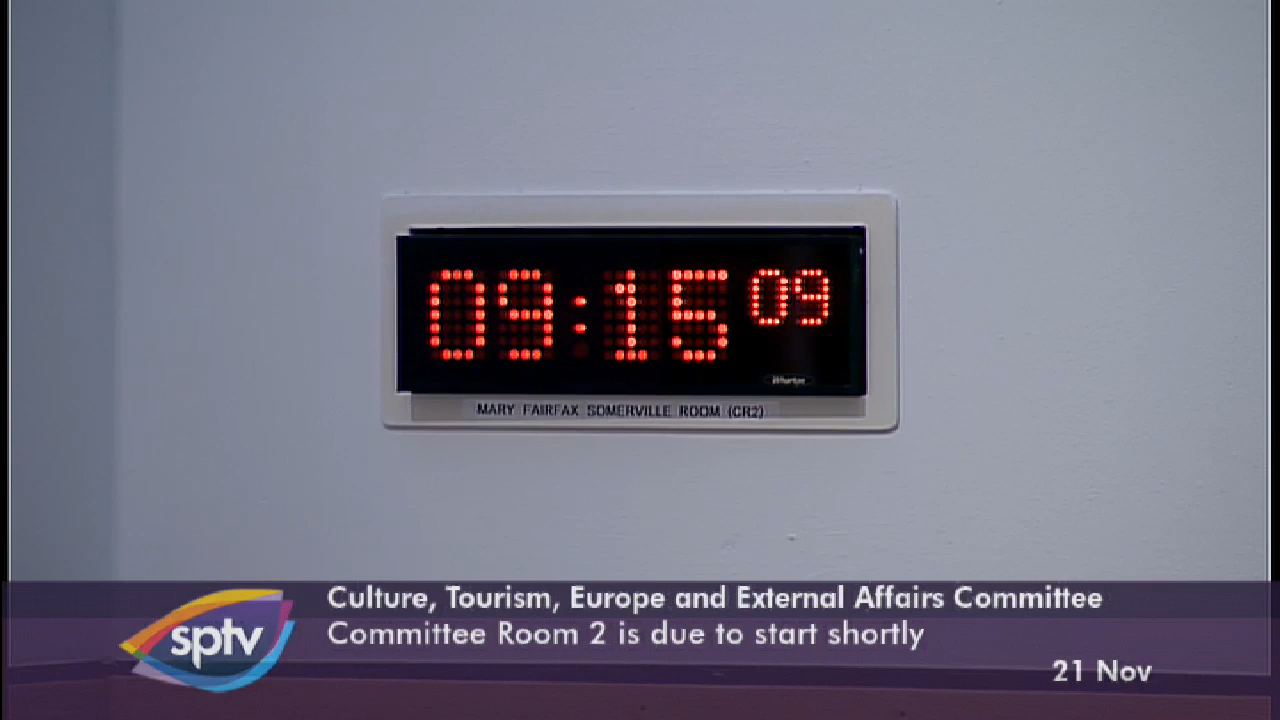 09:15 09
Wharton
MARY FAIRFAX SOMERVILLE ROOM (CR2)
Culture, Tourism, Europe and External Affairs Committee
sptv
Committee Room 2 is due to start shortly
21 Nov